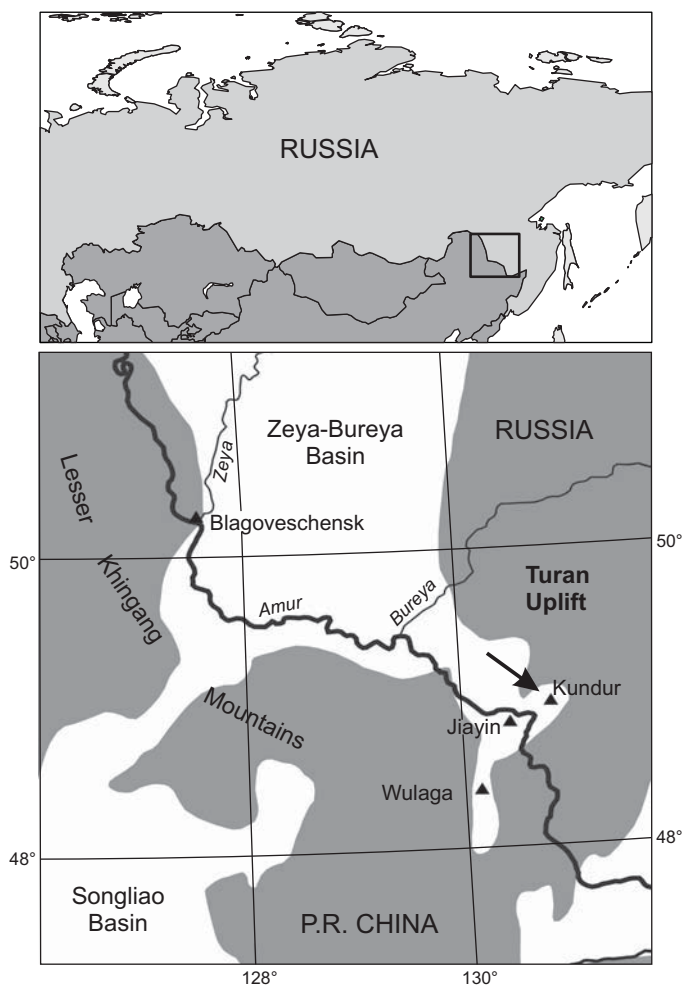 RUSSIA
Zeya-Bureya
Basin
RUSSIA
Zeya
Lesser
Blagoveschensk
50°
50°
Khingang
Turan
Uplift
Amur
Bureya
Kundur
Mountains
Jiayin
Wulaga
48°
48°
Songliao
Basin
P.R. CHINA
128°
130°